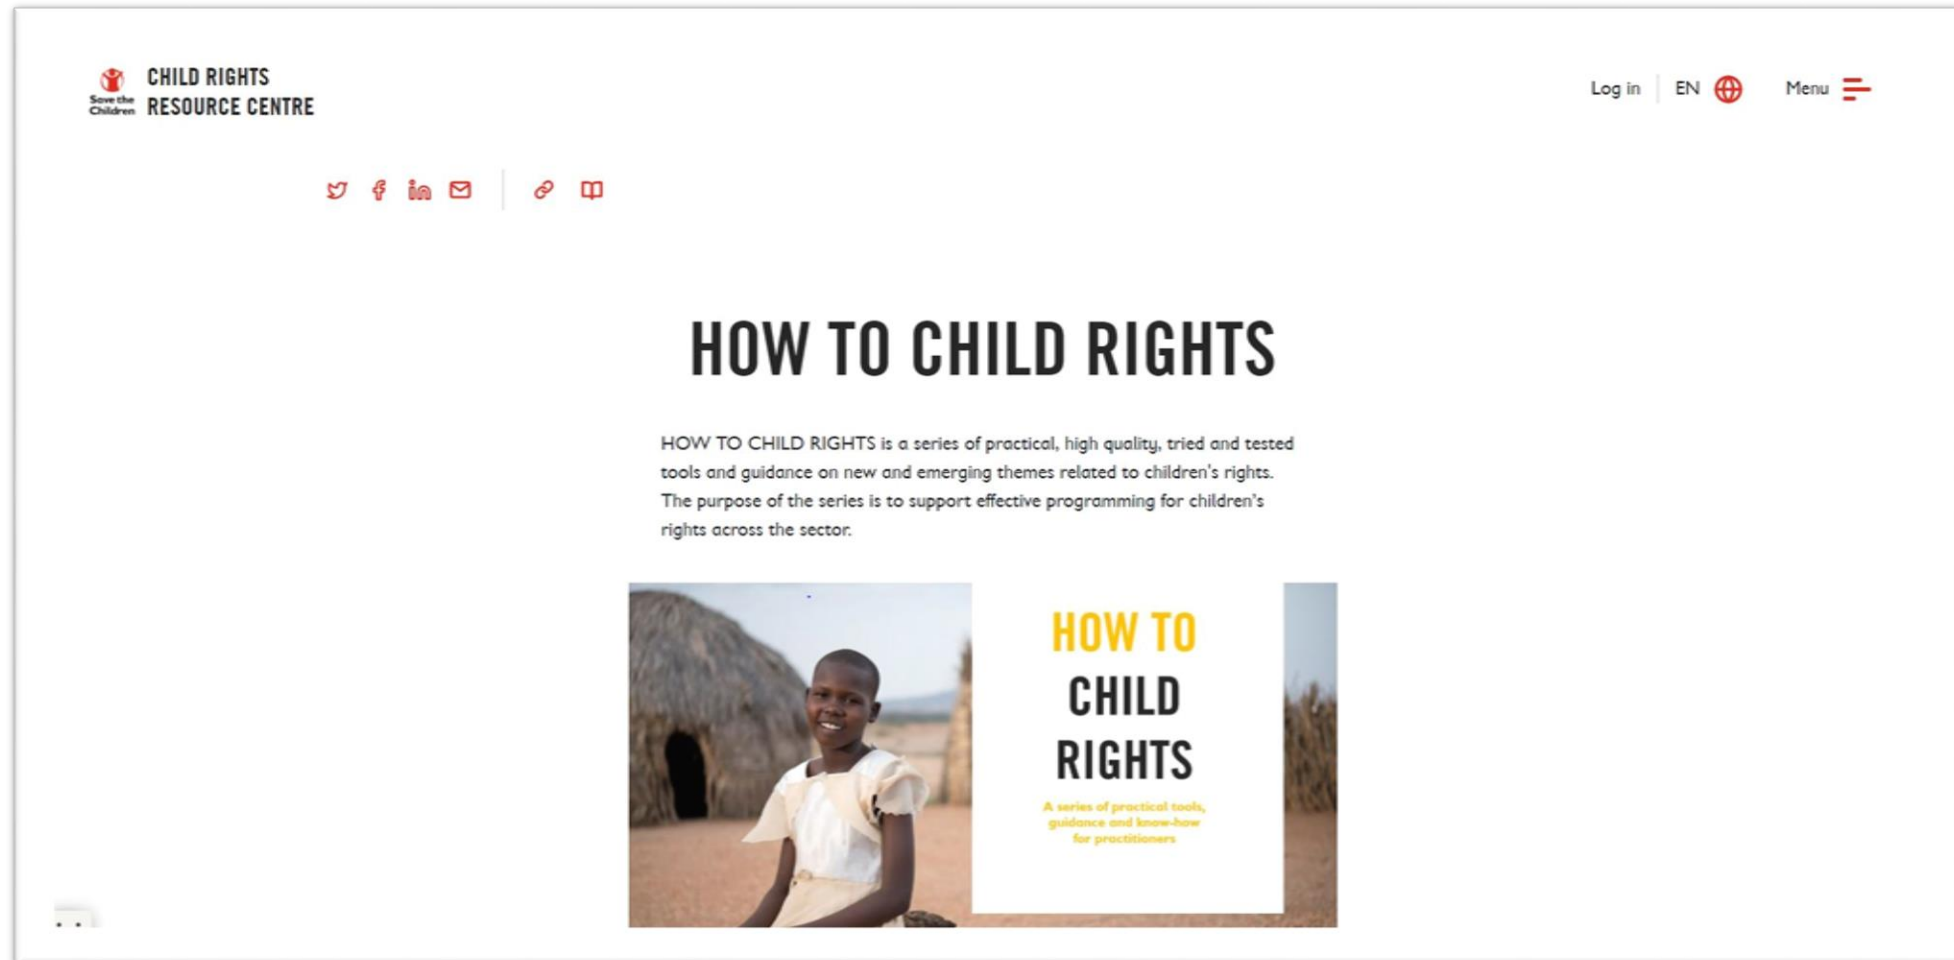 Save the
Children
CHILD RIGHTS
RESOURCE CENTRE
Log in
EN
Menu
HOW TO CHILD RIGHTS
HOW TO CHILD RIGHTS is a series of practical, high quality, tried and tested
tools and guidance on new and emerging themes related to children's rights.
The purpose of the series is to support effective programming for children's
rights across the sector.
HOW TO
CHILD
RIGHTS
A series of practical tools,
guidance and know-how
for practitioners